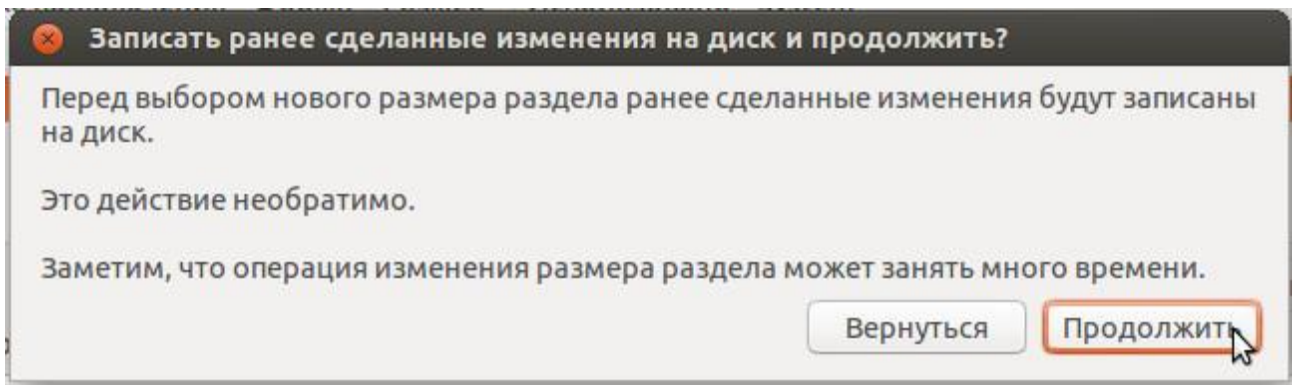 Записать ранее сделанные изменения на диск и продолжить?
Перед выбором нового размера раздела ранее сделанные изменения будут записаны
на диск.
Это действие необратимо.
Заметим, что операция изменения размера раздела может занять много времени.
Вернуться Продолжить